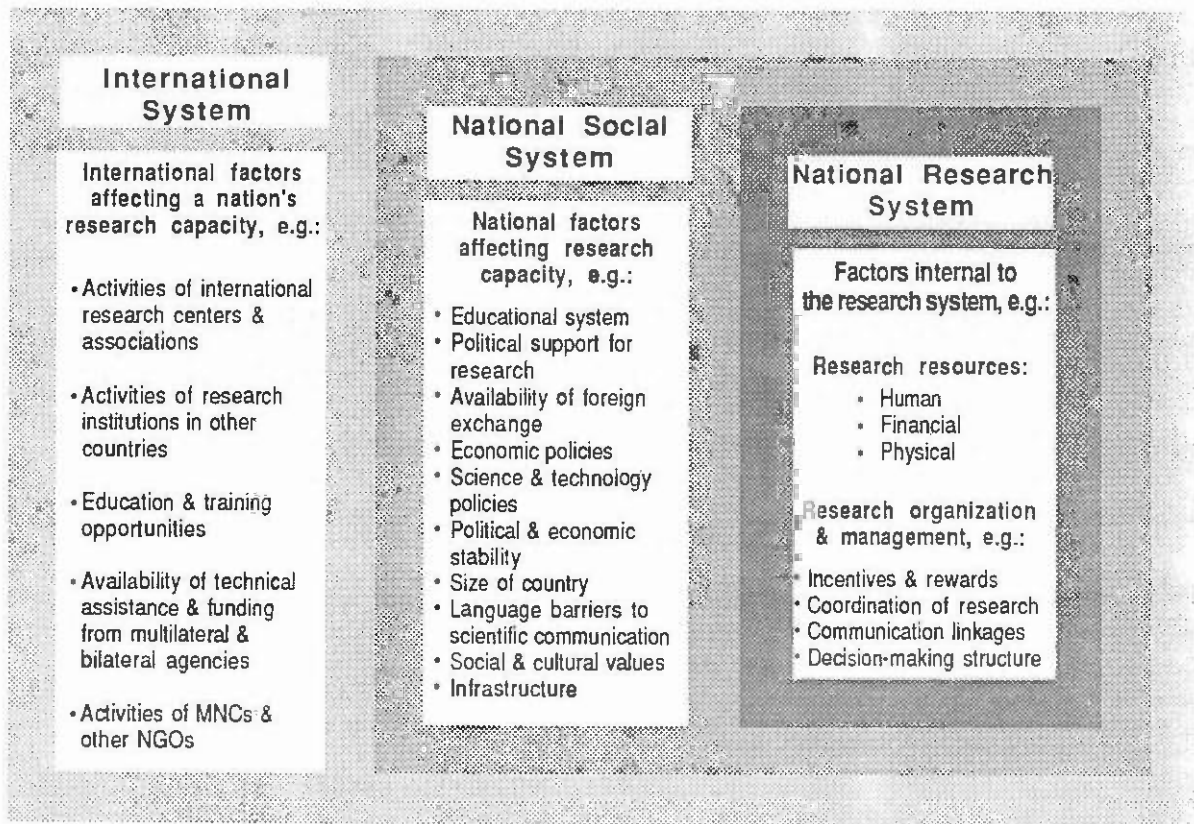 International
System
International factors
affecting a nation's
research capacity, e.g.:
•Activities of international
research centers &
associations
•Activities of research
institutions in other
countries
•Education & training
opportunities
•Availability of technical
assistance & funding
from multilateral &
bilateral agencies
•Activities of MNCs &
other NGOs
National Social
System
National factors
affecting research
capacity, e.g.:
• Educational system
• Political support for
research
• Availability of foreign
exchange
• Economic policies
• Science & technology
policies
• Political & economic
stability
• Size of country
• Language barriers to
scientific communication
• Social & cultural values
• Infrastructure
National Research
System
Factors internal to
the research system, e.g.:
Research resources:
• Human
• Financial
• Physical
Research organization
& management, e.g.:
• Incentives & rewards
• Coordination of research
• Communication linkages
• Decision-making structure